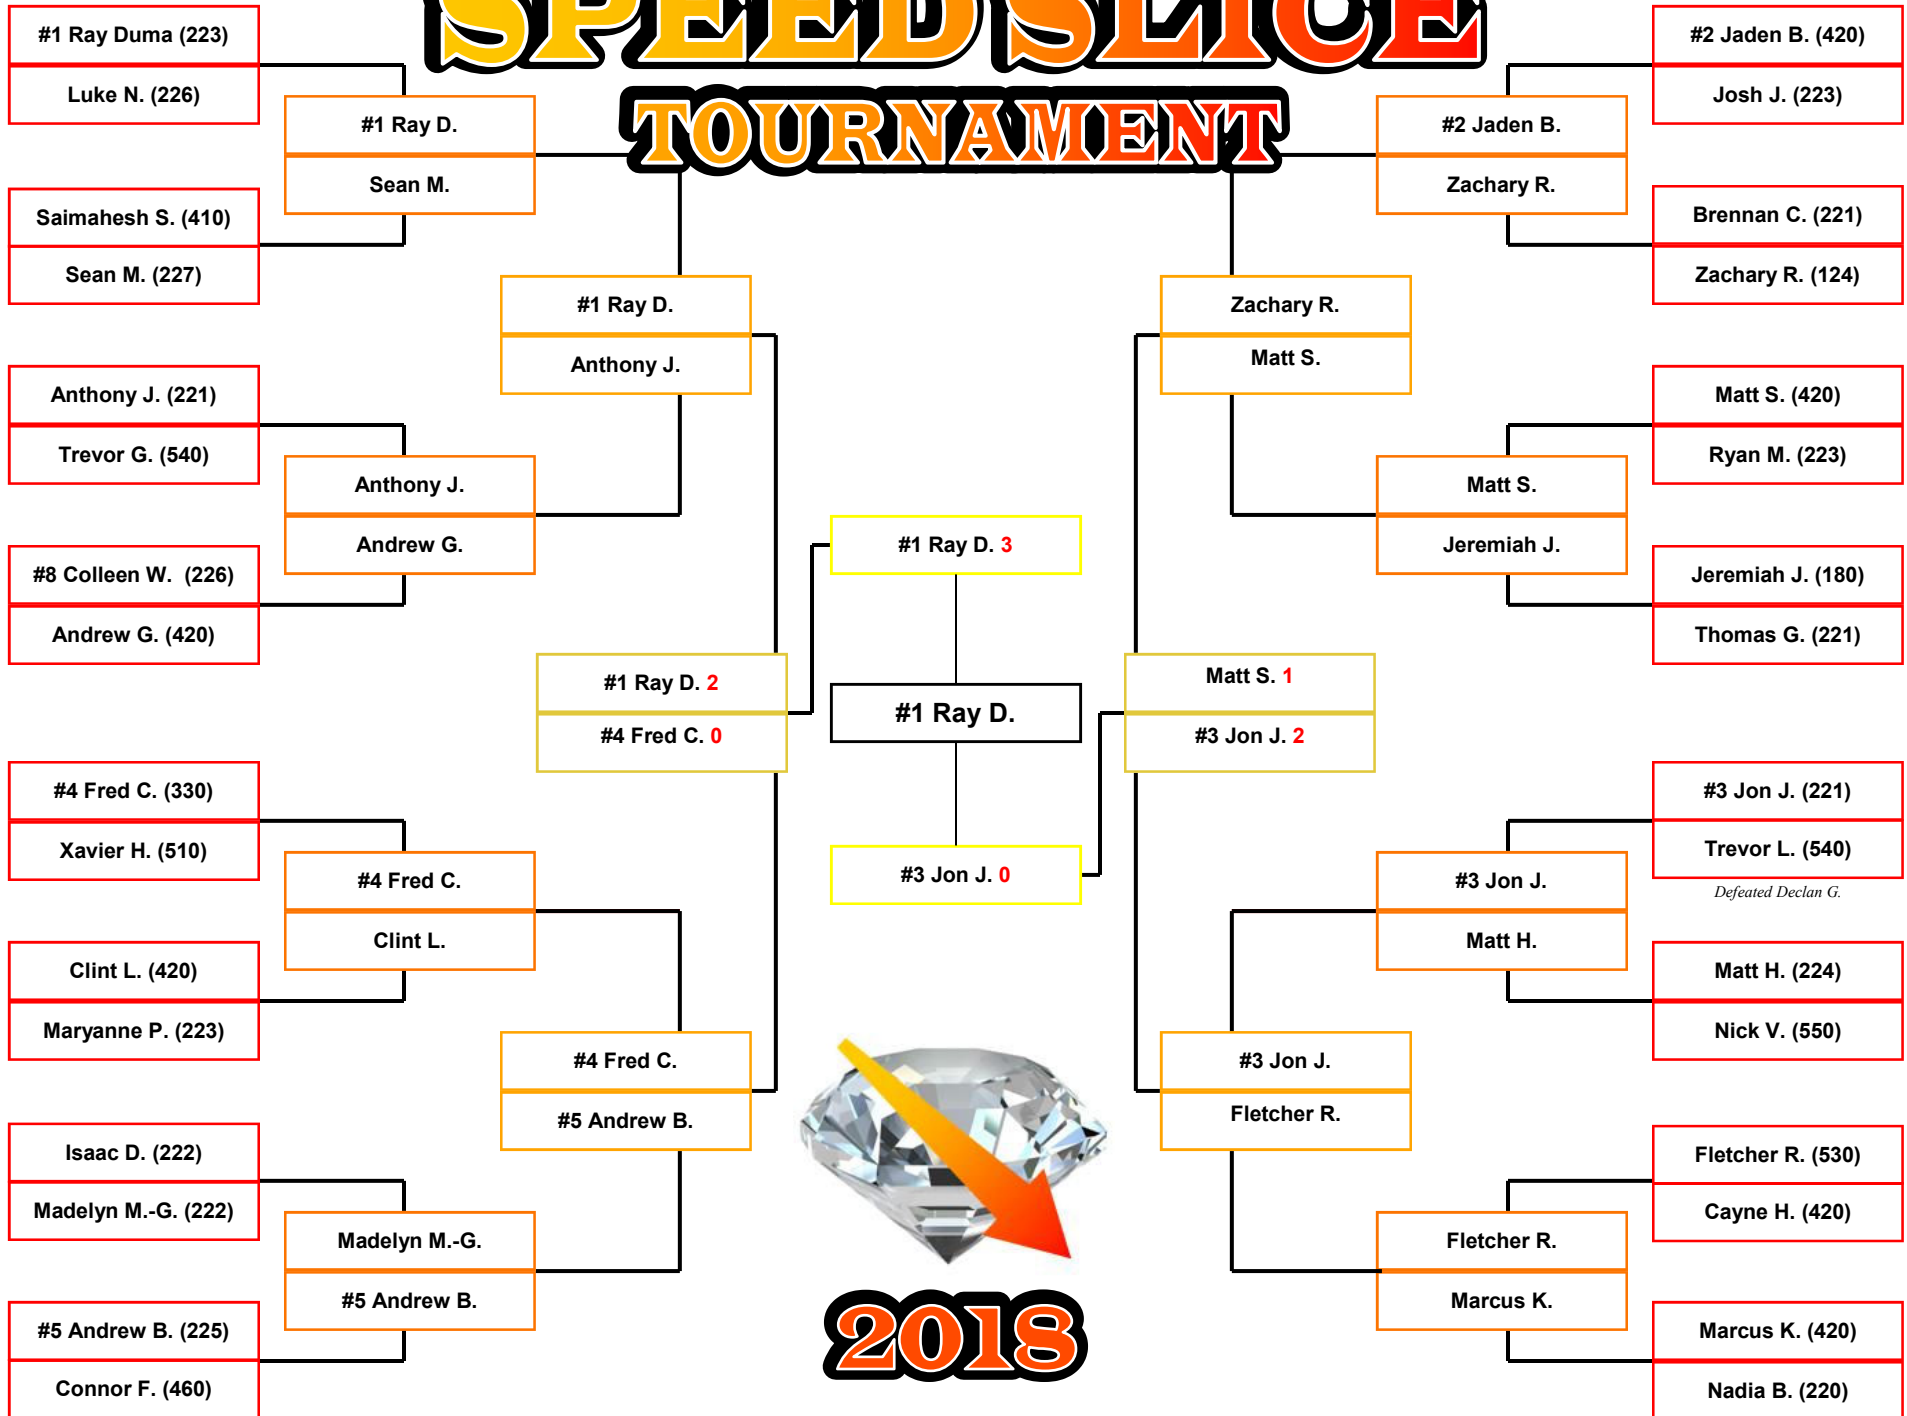 SPEED SLICE
TOURNAMENT
#1 Ray Duma (223)
Luke N. (226)
Saimahesh S. (410)
Sean M. (227)
Anthony J. (221)
Trevor G. (540)
#8 Colleen W.  (226)
Andrew G. (420)
#4 Fred C. (330)
Xavier H. (510)
Clint L. (420)
Maryanne P. (223)
Isaac D. (222)
Madelyn M.-G. (222)
#5 Andrew B. (225)
Connor F. (460)
#1 Ray D.
Sean M.
Anthony J.
Andrew G.
#4 Fred C.
Clint L.
Madelyn M.-G.
#5 Andrew B.
#1 Ray D.
Anthony J.
#4 Fred C.
#5 Andrew B.
#1 Ray D. 2
#4 Fred C. 0
#1 Ray D. 3
#1 Ray D.
#3 Jon J. 0
Matt S. 1
#3 Jon J. 2
Zachary R.
Matt S.
#3 Jon J.
Fletcher R.
#2 Jaden B.
Zachary R.
Matt S.
Jeremiah J.
#3 Jon J.
Matt H.
Fletcher R.
Marcus K.
#2 Jaden B. (420)
Josh J. (223)
Brennan C. (221)
Zachary R. (124)
Matt S. (420)
Ryan M. (223)
Jeremiah J. (180)
Thomas G. (221)
#3 Jon J. (221)
Trevor L. (540)
Defeated Declan G.
Matt H. (224)
Nick V. (550)
Fletcher R. (530)
Cayne H. (420)
Marcus K. (420)
Nadia B. (220)
2018